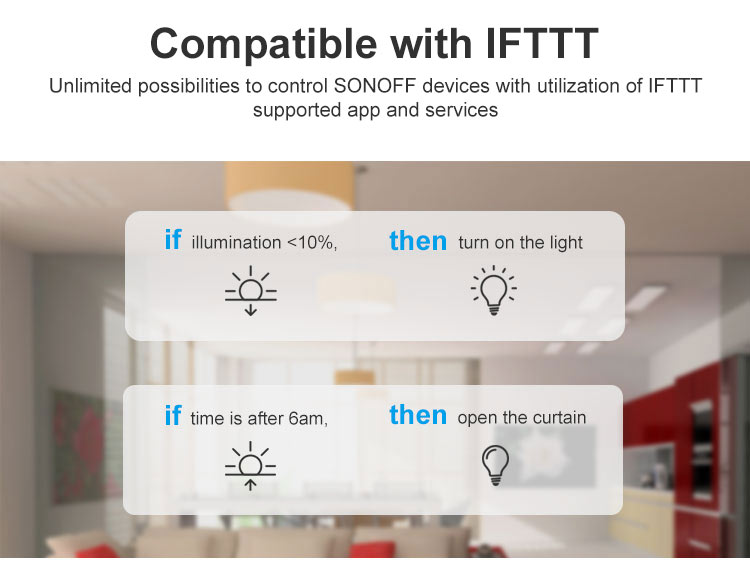 Compatible with IFTTT
Unlimited possibilities to control SONOFF devices with utilization of IFTTT
supported app and services
if illumination <10%, then turn on the light
if time is after 6am, then open the curtain